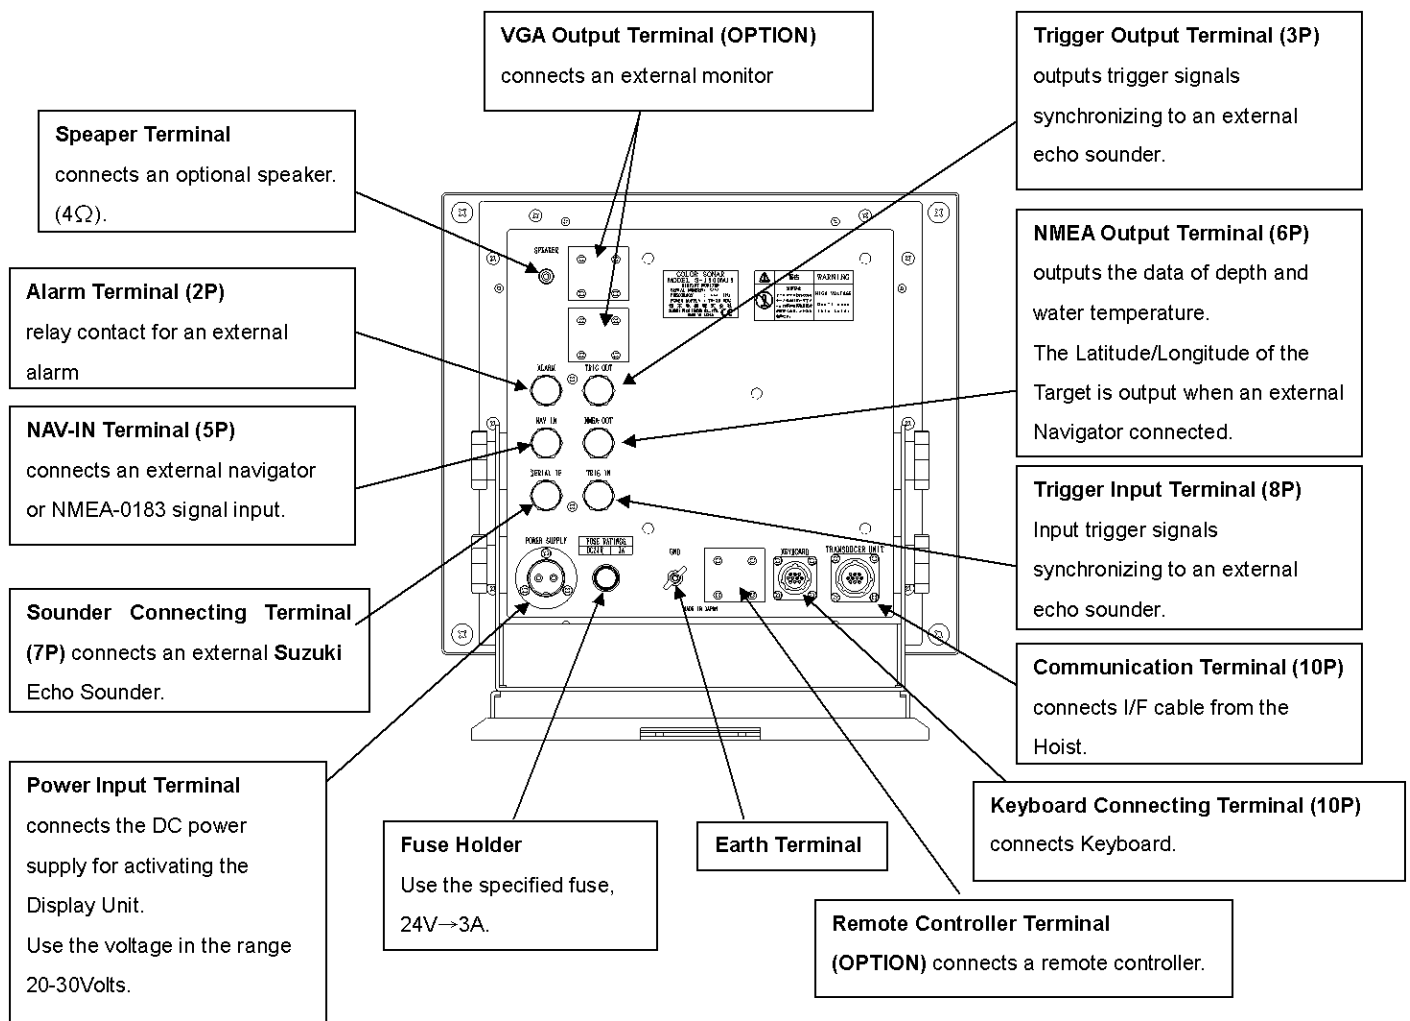 VGA Output Terminal (OPTION)
connects an external monitor
Trigger Output Terminal (3P)
outputs trigger signals
synchronizing to an external
echo sounder.
Speaper Terminal
connects an optional speaker.
(4Ω).
NMEA Output Terminal (6P)
outputs the data of depth and
water temperature.
The Latitude/Longitude of the
Target is output when an external
Navigator connected.
Alarm Terminal (2P)
relay contact for an external
alarm
NAV-IN Terminal (5P)
connects an external navigator
or NMEA-0183 signal input.
Trigger Input Terminal (8P)
Input trigger signals
synchronizing to an external
echo sounder.
Sounder Connecting Terminal
(7P) connects an external Suzuki
Echo Sounder.
Communication Terminal (10P)
connects I/F cable from the
Hoist.
Power Input Terminal
connects the DC power
supply for activating the
Display Unit.
Use the voltage in the range
20-30Volts.
Fuse Holder
Use the specified fuse,
24V→3A.
Earth Terminal
Keyboard Connecting Terminal (10P)
connects Keyboard.
Remote Controller Terminal
(OPTION) connects a remote controller.
SPEAKER
COLOR SONAR
WARNING
HIGH VOLTAGE
ALARM
TRIG OUT
NAV IN
NMEA OUT
SERIAL IF
TRIG IN
POWER SUPPLY
FUSE RATINGS
DC24V 3A
GND
KEYBOARD
TRANSDUCER UNIT
MADE IN JAPAN